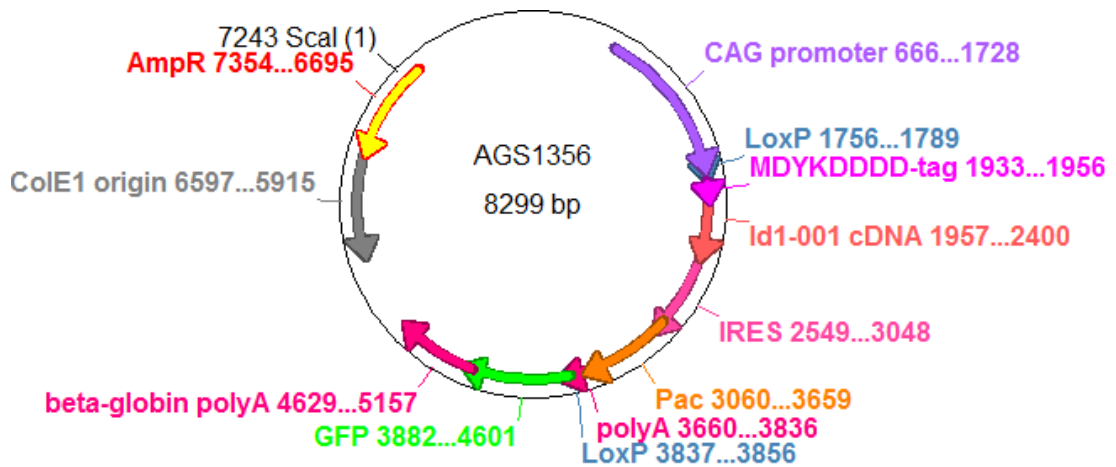 7243 ScaI (1)
AmpR 7354...6695
CAG promoter 666...1728
AGS1356
8299 bp
LoxP 1756...1789
MDYKDDDD-tag 1933...1956
ColE1 origin 6597...5915
Id1-001 cDNA 1957...2400
IRES 2549...3048
Pac 3060...3659
beta-globin polyA 4629...5157
polyA 3660...3836
GFP 3882...4601
LoxP 3837...3856